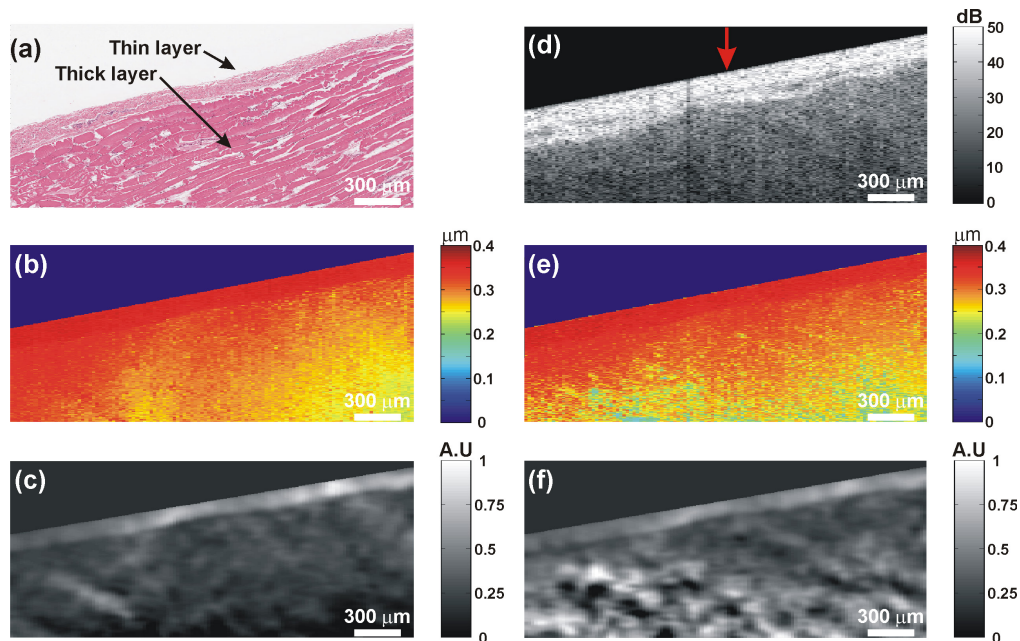 (a)
Thin layer
Thick layer
300 μm
(d)
dB
50
40
30
20
10
0
300 μm
(b)
μm
0.4
0.3
0.2
0.1
0
300 μm
(e)
μm
0.4
0.3
0.2
0.1
0
300 μm
(c)
A.U
1
0.75
0.5
0.25
0
300 μm
(f)
A.U
1
0.75
0.5
0.25
0
300 μm